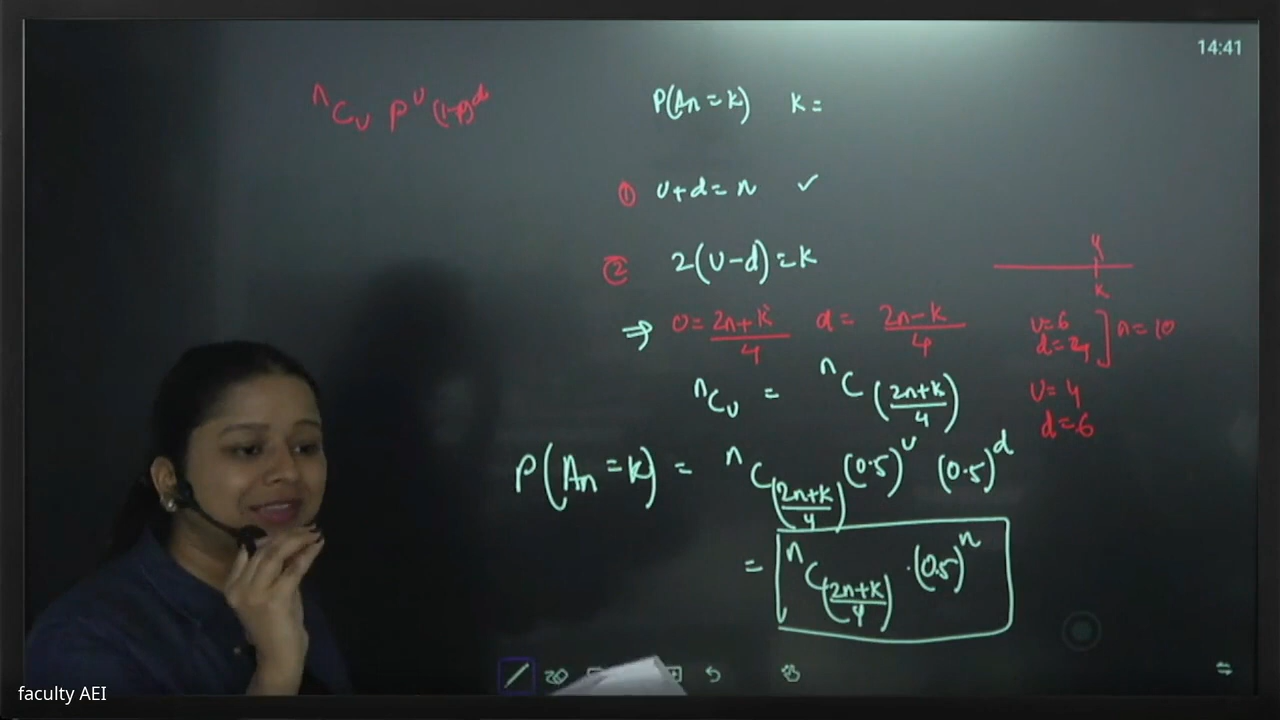 14:41
ⁿCᵤ pᵘ (1-p)ᵈ
P(Aₙ = k) k =
① u+d = n ✓
② 2(u-d) = k
4
k
⇒ u = (2n+k)/4 d = (2n-k)/4
u=6
d=4 ] n=10
ⁿCᵤ = ⁿC((2n+k)/4)
u=4
d=6
P(Aₙ = k) = ⁿC((2n+k)/4) (0.5)ᵘ (0.5)ᵈ
= ⁿC((2n+k)/4) · (0.5)ⁿ
faculty AEI